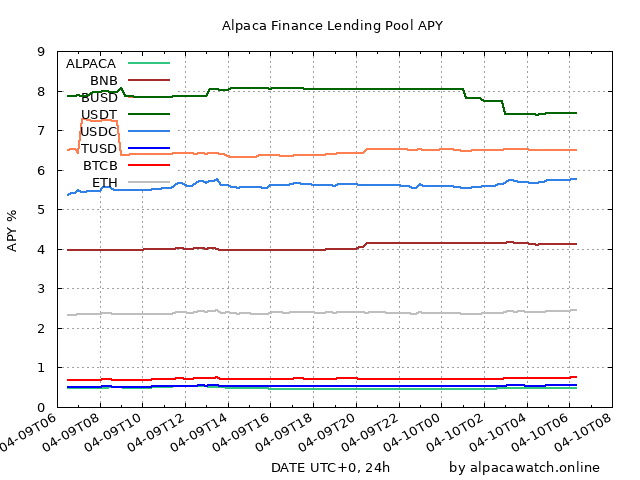 Alpaca Finance Lending Pool APY
9
8
7
6
5
4
3
2
1
0
APY %
ALPACA
BNB
BUSD
USDT
USDC
TUSD
BTCB
ETH
04-09T06
04-09T08
04-09T10
04-09T12
04-09T14
04-09T16
04-09T18
04-09T20
04-09T22
04-10T00
04-10T02
04-10T04
04-10T06
04-10T08
DATE UTC+0, 24h
by alpacawatch.online